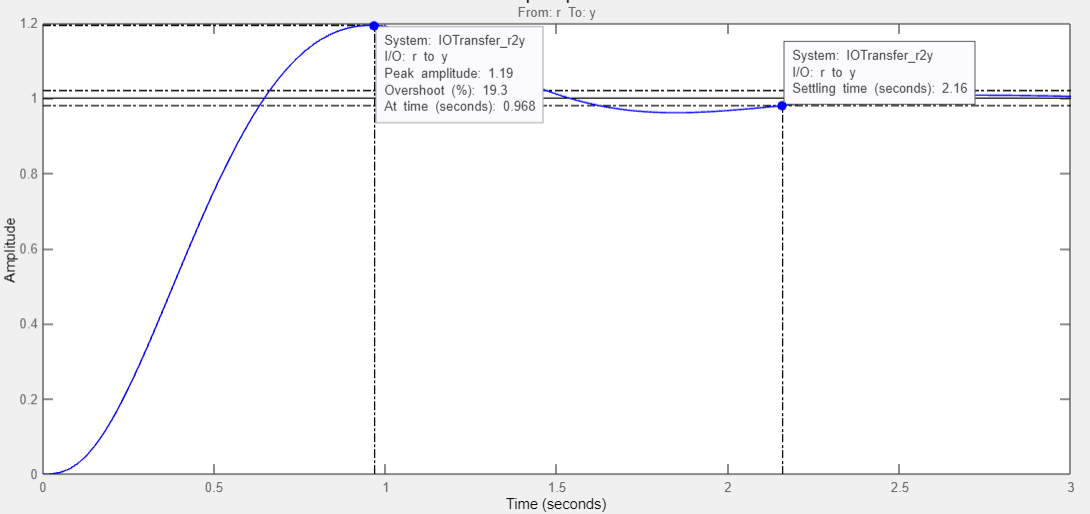 From: r To: y
System: IOTransfer_r2y
I/O: r to y
Peak amplitude: 1.19
Overshoot (%): 19.3
At time (seconds): 0.968
System: IOTransfer_r2y
I/O: r to y
Settling time (seconds): 2.16
Amplitude
1.2
1
0.8
0.6
0.4
0.2
0
0 0.5 1 1.5 2 2.5 3
Time (seconds)